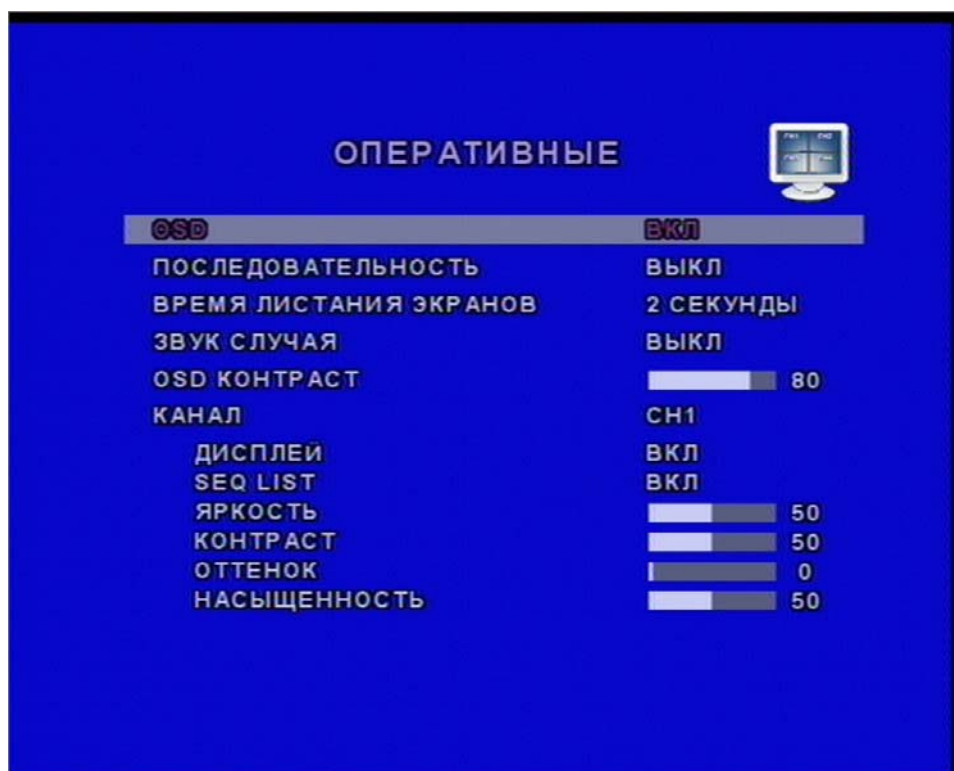 ОПЕРАТИВНЫЕ
OSD ВКЛ
ПОСЛЕДОВАТЕЛЬНОСТЬ ВЫКЛ
ВРЕМЯ ЛИСТАНИЯ ЭКРАНОВ 2 СЕКУНДЫ
ЗВУК СЛУЧАЯ ВЫКЛ
OSD КОНТРАСТ 80
КАНАЛ CH1
ДИСПЛЕЙ ВКЛ
SEQ LIST ВКЛ
ЯРКОСТЬ 50
КОНТРАСТ 50
ОТТЕНОК 0
НАСЫЩЕННОСТЬ 50